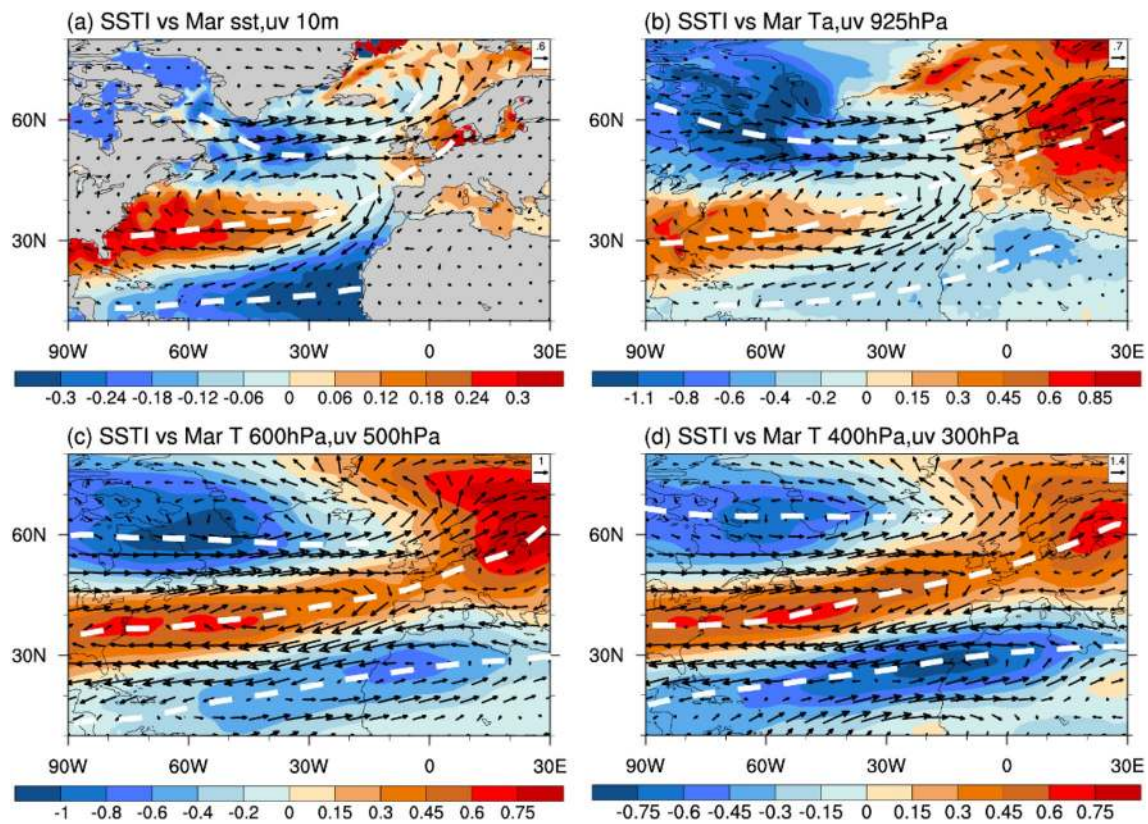 (a) SSTI vs Mar sst,uv 10m
(b) SSTI vs Mar Ta,uv 925hPa
.6
.7
60N
60N
30N
30N
90W 60W 30W 0 30E
90W 60W 30W 0 30E
-0.3 -0.24 -0.18 -0.12 -0.06 0 0.06 0.12 0.18 0.24 0.3
-1.1 -0.8 -0.6 -0.4 -0.2 0 0.15 0.3 0.45 0.6 0.85
(c) SSTI vs Mar T 600hPa,uv 500hPa
(d) SSTI vs Mar T 400hPa,uv 300hPa
1
1.4
60N
60N
30N
30N
90W 60W 30W 0 30E
90W 60W 30W 0 30E
-1 -0.8 -0.6 -0.4 -0.2 0 0.15 0.3 0.45 0.6 0.75
-0.75 -0.6 -0.45 -0.3 -0.15 0 0.15 0.3 0.45 0.6 0.75